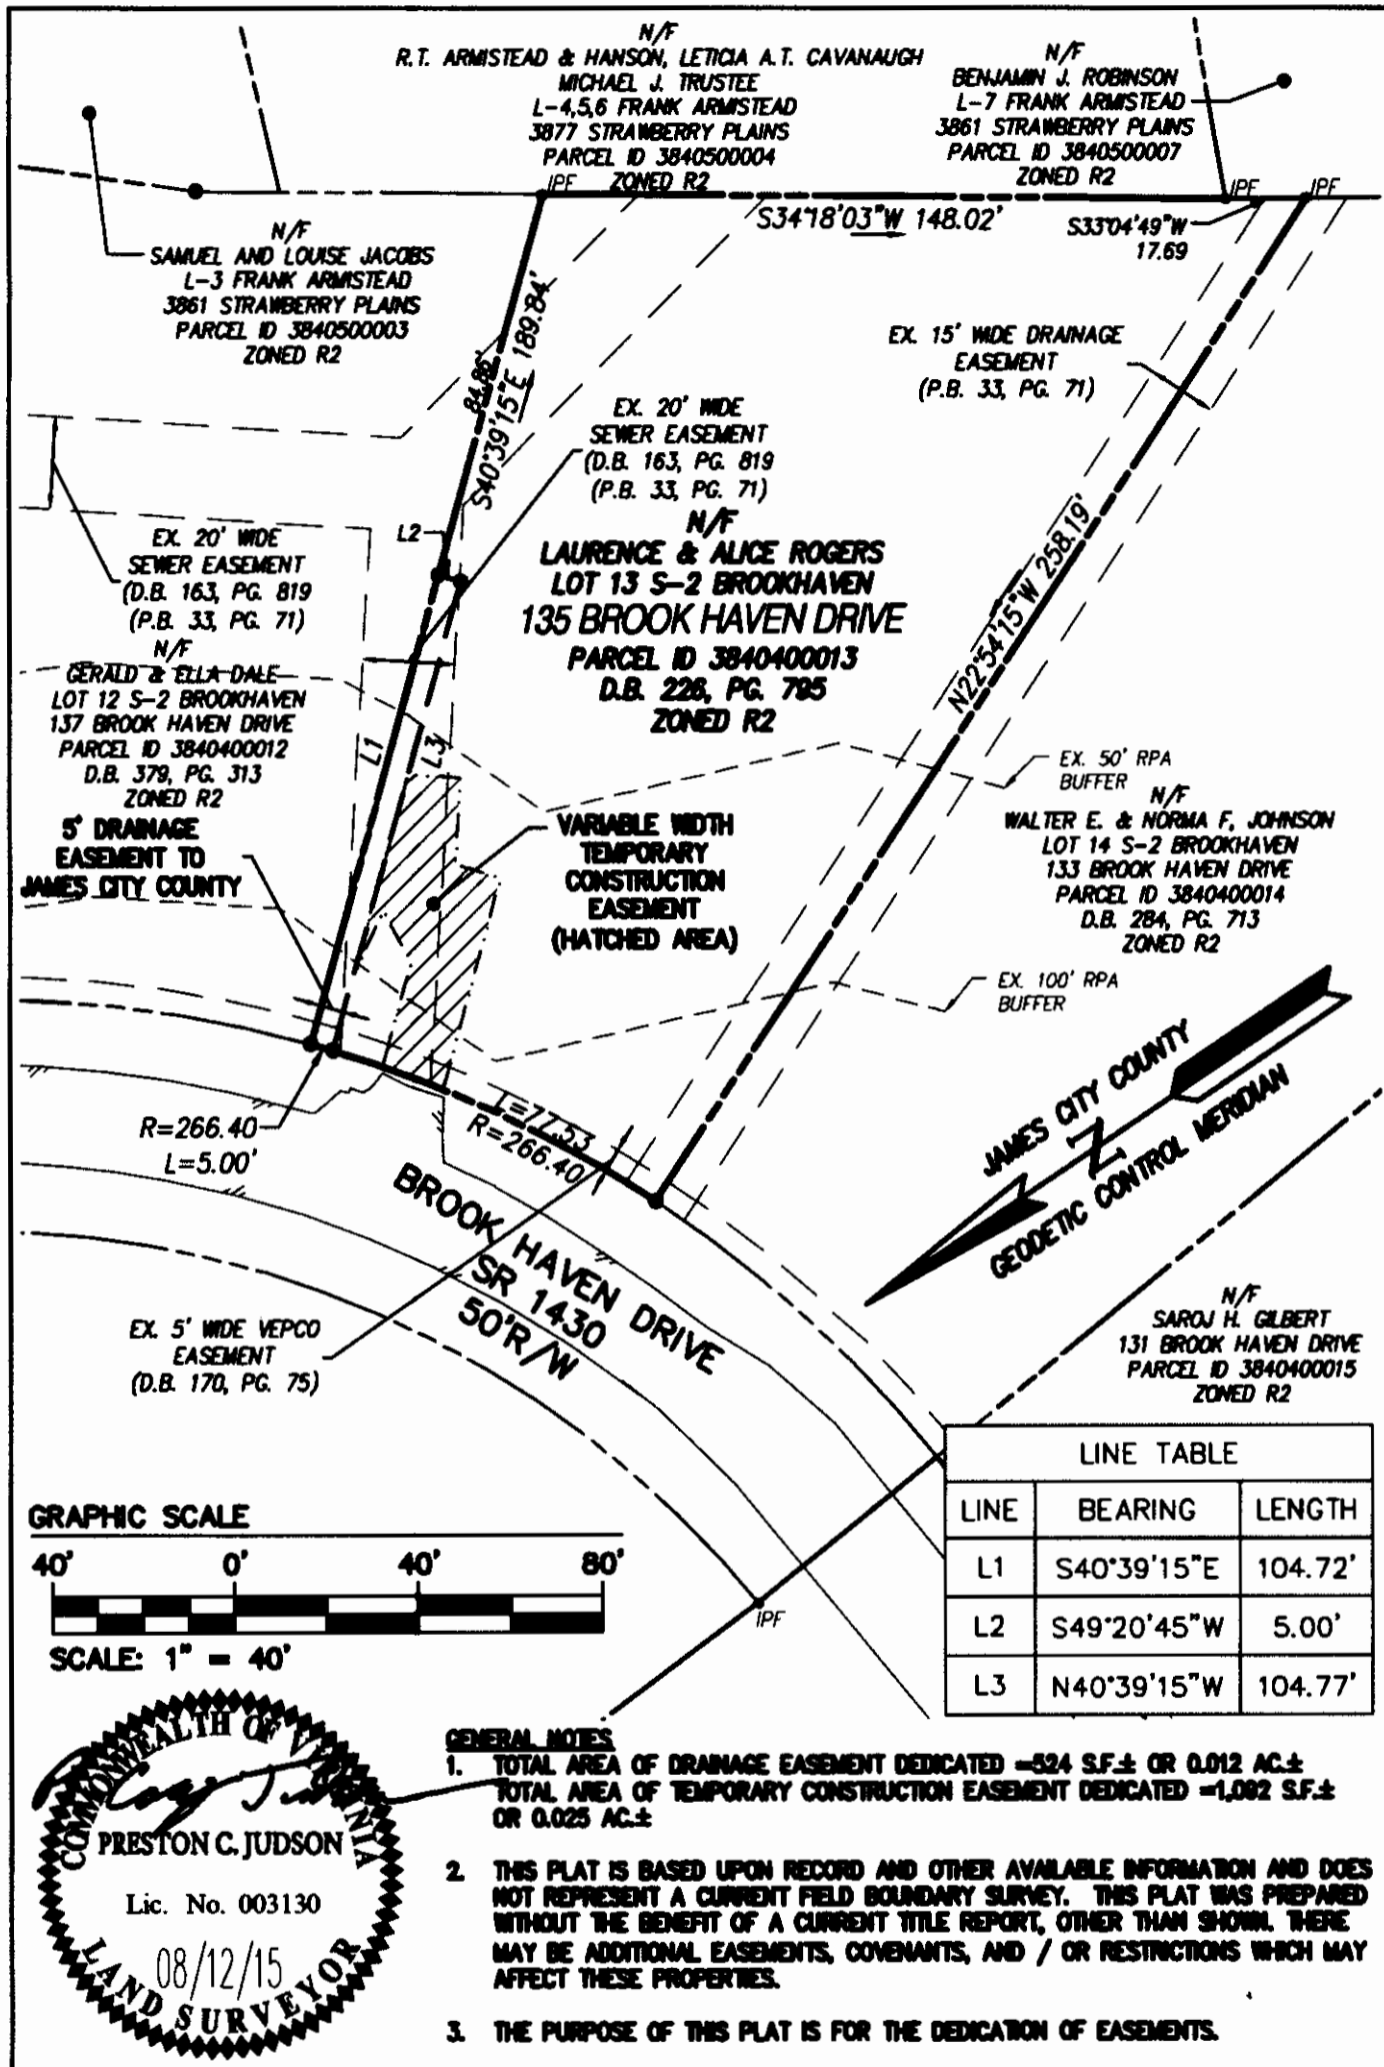 N/F
R.T. ARMISTEAD & HANSON, LETICIA A.T. CAVANAUGH
MICHAEL J. TRUSTEE
L-4,5,6 FRANK ARMISTEAD
3877 STRAWBERRY PLAINS
PARCEL ID 3840500004
ZONED R2
N/F
BENJAMIN J. ROBINSON
L-7 FRANK ARMISTEAD
3861 STRAWBERRY PLAINS
PARCEL ID 3840500007
ZONED R2
IPF
IPF
IPF
S34°18'03"W 148.02'
S33°04'49"W
17.69
N/F
SAMUEL AND LOUISE JACOBS
L-3 FRANK ARMISTEAD
3861 STRAWBERRY PLAINS
PARCEL ID 3840500003
ZONED R2
84.86'
S40°39'15"E 189.84'
EX. 15' WIDE DRAINAGE
EASEMENT
(P.B. 33, PG. 71)
EX. 20' WIDE
SEWER EASEMENT
(D.B. 163, PG. 819
(P.B. 33, PG. 71)
L2
EX. 20' WIDE
SEWER EASEMENT
(D.B. 163, PG. 819
(P.B. 33, PG. 71)
N/F
LAURENCE & ALICE ROGERS
LOT 13 S-2 BROOKHAVEN
135 BROOK HAVEN DRIVE
PARCEL ID 3840400013
D.B. 226, PG. 795
ZONED R2
N22°54'15"W 258.19'
N/F
GERALD & ELLA DALE
LOT 12 S-2 BROOKHAVEN
137 BROOK HAVEN DRIVE
PARCEL ID 3840400012
D.B. 379, PG. 313
ZONED R2
L1
L3
EX. 50' RPA
BUFFER
N/F
WALTER E. & NORMA F. JOHNSON
LOT 14 S-2 BROOKHAVEN
133 BROOK HAVEN DRIVE
PARCEL ID 3840400014
D.B. 284, PG. 713
ZONED R2
5' DRAINAGE
EASEMENT TO
JAMES CITY COUNTY
VARIABLE WIDTH
TEMPORARY
CONSTRUCTION
EASEMENT
(HATCHED AREA)
EX. 100' RPA
BUFFER
JAMES CITY COUNTY
N
GEODETIC CONTROL MERIDIAN
R=266.40
L=5.00'
L=77.53
R=266.40
BROOK HAVEN DRIVE
SR 1430
50'R/W
EX. 5' WIDE VEPCO
EASEMENT
(D.B. 170, PG. 75)
N/F
SAROJ H. GILBERT
131 BROOK HAVEN DRIVE
PARCEL ID 3840400015
ZONED R2
IPF
LINE TABLE
LINE BEARING LENGTH
L1 S40°39'15"E 104.72'
L2 S49°20'45"W 5.00'
L3 N40°39'15"W 104.77'
GRAPHIC SCALE
40' 0' 40' 80'
SCALE: 1" = 40'
COMMONWEALTH OF VIRGINIA
PRESTON C. JUDSON
Lic. No. 003130
08/12/15
LAND SURVEYOR
GENERAL NOTES
1. TOTAL AREA OF DRAINAGE EASEMENT DEDICATED =524 S.F.± OR 0.012 AC.±
TOTAL AREA OF TEMPORARY CONSTRUCTION EASEMENT DEDICATED =1,092 S.F.±
OR 0.025 AC.±
2. THIS PLAT IS BASED UPON RECORD AND OTHER AVAILABLE INFORMATION AND DOES
NOT REPRESENT A CURRENT FIELD BOUNDARY SURVEY. THIS PLAT WAS PREPARED
WITHOUT THE BENEFIT OF A CURRENT TITLE REPORT, OTHER THAN SHOWN. THERE
MAY BE ADDITIONAL EASEMENTS, COVENANTS, AND / OR RESTRICTIONS WHICH MAY
AFFECT THESE PROPERTIES.
3. THE PURPOSE OF THIS PLAT IS FOR THE DEDICATION OF EASEMENTS.